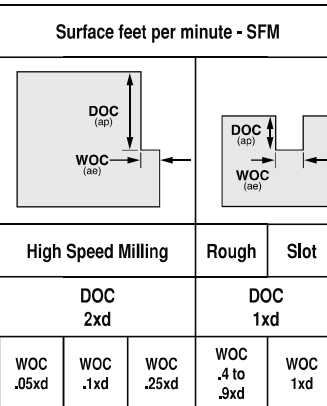 Surface feet per minute - SFM
DOC
(ap)
WOC
(ae)
DOC
(ap)
WOC
(ae)
High Speed Milling
Rough
Slot
DOC
2xd
DOC
1xd
WOC
.05xd
WOC
.1xd
WOC
.25xd
WOC
.4 to
.9xd
WOC
1xd